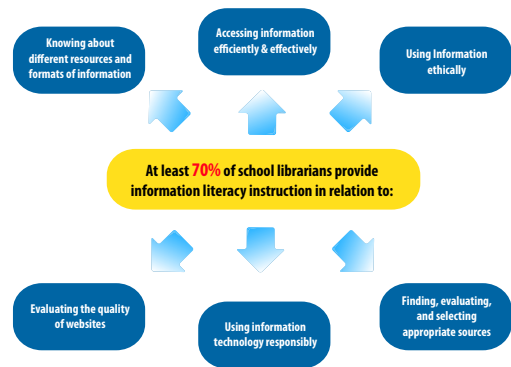 Knowing about
different resources and
formats of information
Accessing information
efficiently & effectively
Using Information
ethically
At least 70% of school librarians provide
information literacy instruction in relation to:
Evaluating the quality
of websites
Using information
technology responsibly
Finding, evaluating,
and selecting
appropriate sources